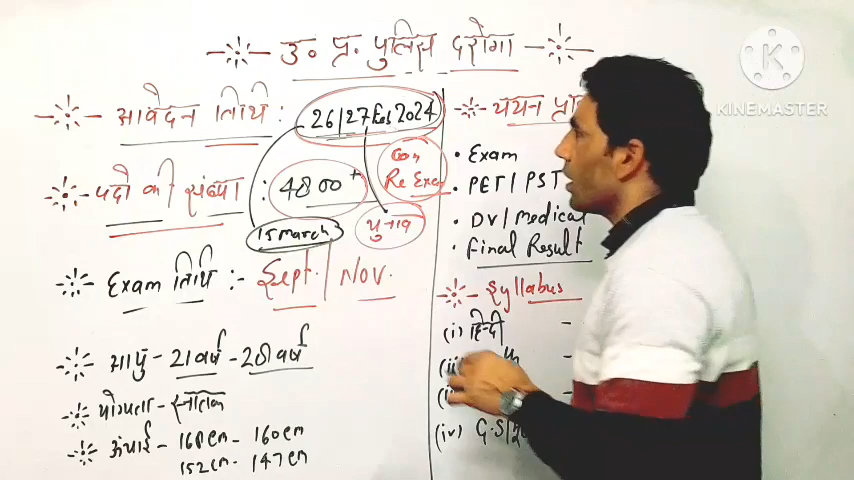 उ. प्र. पुलिस दरोगा
आवेदन तिथि : 26/27 Feb 2024
Con
Re Exam
पदो की संख्या : 4800+
15 March
चुनाव
Exam तिथि :- Sept. / Nov.
आयु - 21 वर्ष - 28 वर्ष
योग्यता - स्नातक
ऊंचाई - 168 cm - 160 cm
152 cm - 147 cm
चयन
• Exam
• PET / PST
• DV / Medical
• Final Result
Syllabus
(i) हिन्दी -
(ii) -
(iv) G.S /
K
KINEMASTER